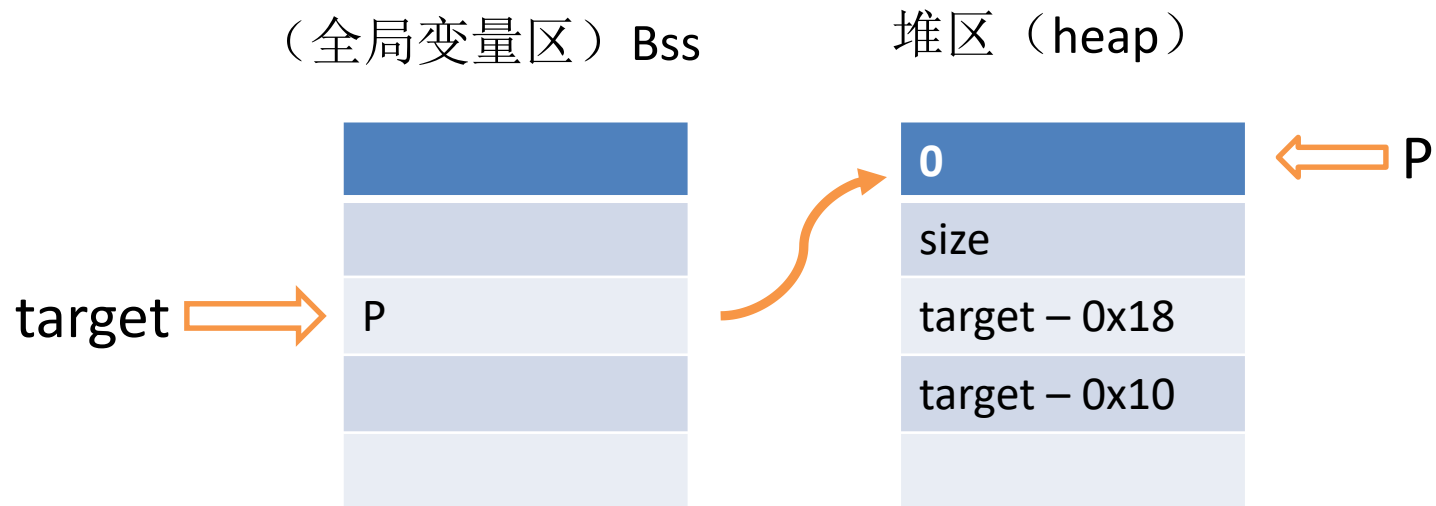 （全局变量区）Bss
堆区（heap）
target
P
0
size
target – 0x18
target – 0x10
P